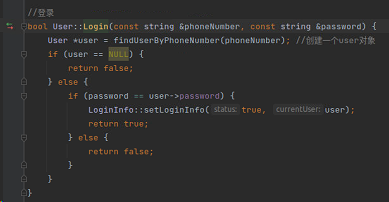 //登录
bool User::Login(const string &phoneNumber, const string &password) {
User *user = findUserByPhoneNumber(phoneNumber); //创建一个user对象
if (user == NULL) {
return false;
} else {
if (password == user->password) {
LoginInfo::setLoginInfo( status: true, currentUser: user);
return true;
} else {
return false;
}
}
}